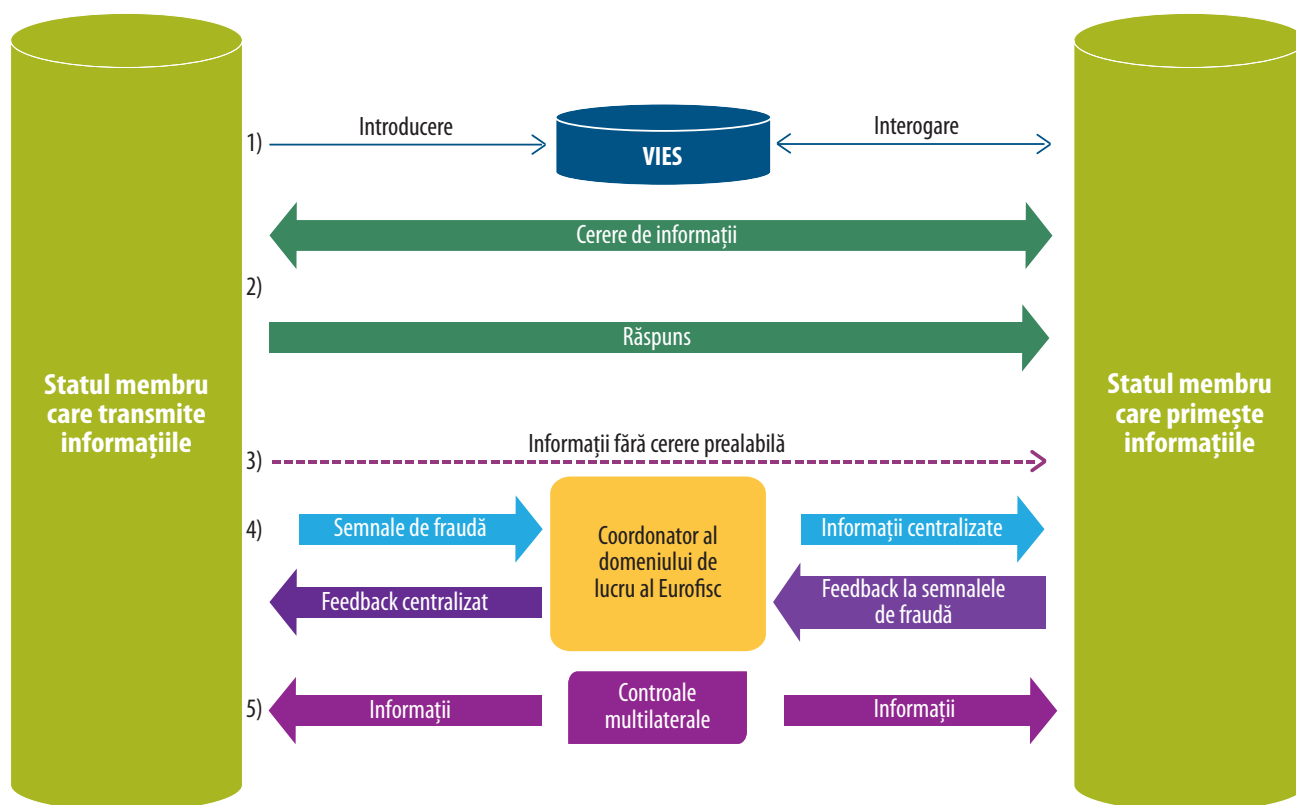 Introducere
Interogare
1)
VIES
Cerere de informații
2)
Răspuns
Statul membru
care transmite
informațiile
Statul membru
care primește
informațiile
Informații fără cerere prealabilă
3)
4)
Semnale de fraudă
Coordonator al
domeniului de
lucru al Eurofisc
Informații centralizate
Feedback centralizat
Feedback la semnalele
de fraudă
5)
Informații
Controale
multilaterale
Informații